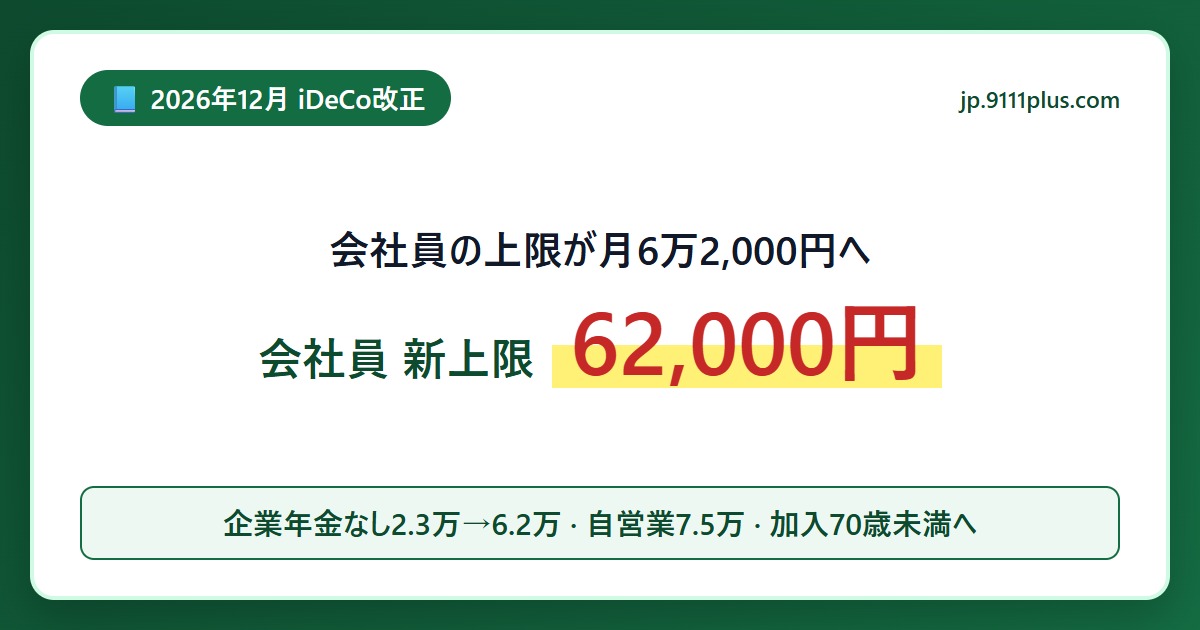 📘 2026年12月 iDeCo改正
jp.9111plus.com
会社員の上限が月6万2,000円へ
会社員 新上限 62,000円
企業年金なし2.3万→6.2万 · 自営業7.5万 · 加入70歳未満へ